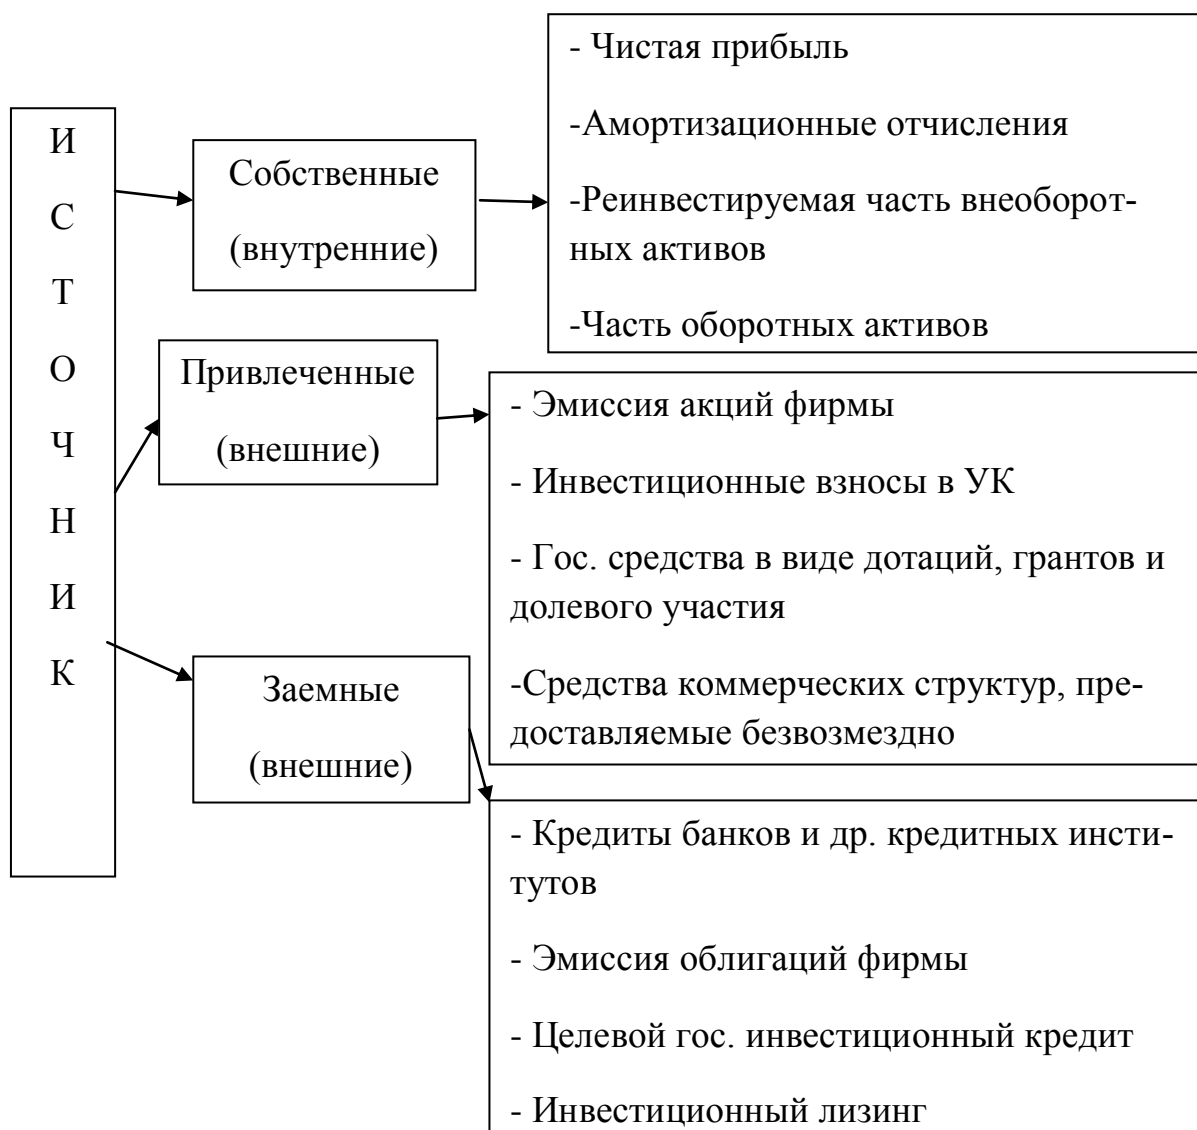 И
С
Т
О
Ч
Н
И
К
Собственные
(внутренние)
- Чистая прибыль
-Амортизационные отчисления
-Реинвестируемая часть внеоборот-
ных активов
-Часть оборотных активов
Привлеченные
(внешние)
- Эмиссия акций фирмы
- Инвестиционные взносы в УК
- Гос. средства в виде дотаций, грантов и
долевого участия
-Средства коммерческих структур, пре-
доставляемые безвозмездно
Заемные
(внешние)
- Кредиты банков и др. кредитных инсти-
тутов
- Эмиссия облигаций фирмы
- Целевой гос. инвестиционный кредит
- Инвестиционный лизинг